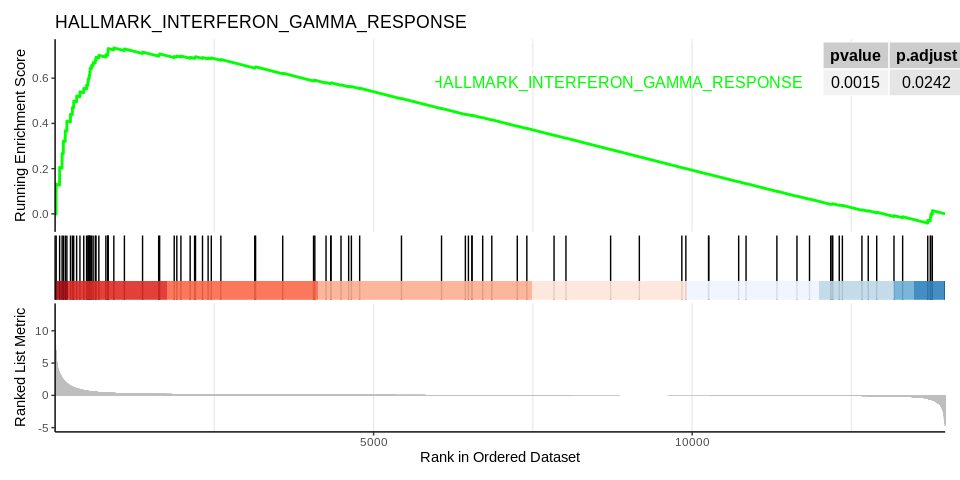 HALLMARK_INTERFERON_GAMMA_RESPONSE
pvalue p.adjust
0.0015 0.0242
HALLMARK_INTERFERON_GAMMA_RESPONSE
Running Enrichment Score
0.6
0.4
0.2
0.0
Ranked List Metric
10
5
0
-5
5000 10000
Rank in Ordered Dataset